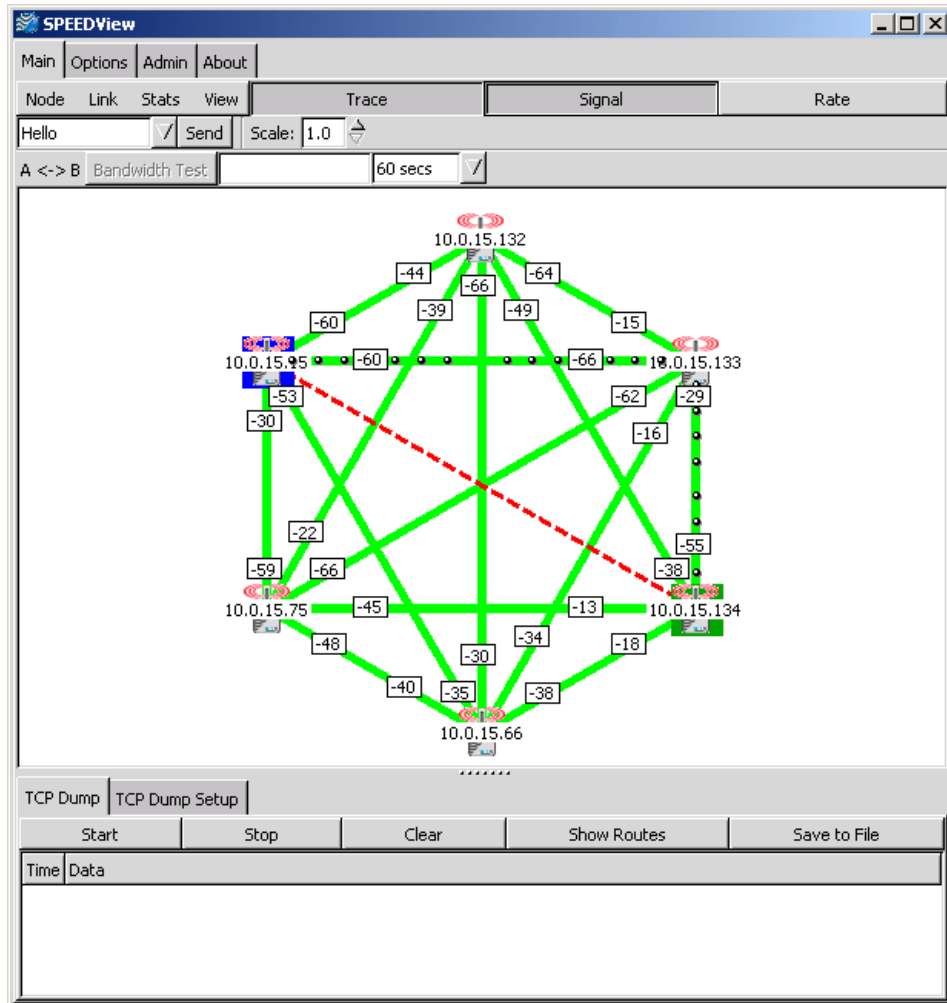 SPEEDView
Main Options Admin About
Node Link Stats View Trace Signal Rate
Hello Send Scale: 1.0
A <-> B Bandwidth Test 60 secs
10.0.15.132
-44 -66 -64
-39 -49
-60 -15
10.0.15.95 -60 -66 10.0.15.133
-53 -62 -29
-30 -16
-22 -55
-59 -66 -38
10.0.15.75 -45 -13 10.0.15.134
-48 -34 -18
-30
-40 -35 -38
10.0.15.66
TCP Dump TCP Dump Setup
Start Stop Clear Show Routes Save to File
Time Data